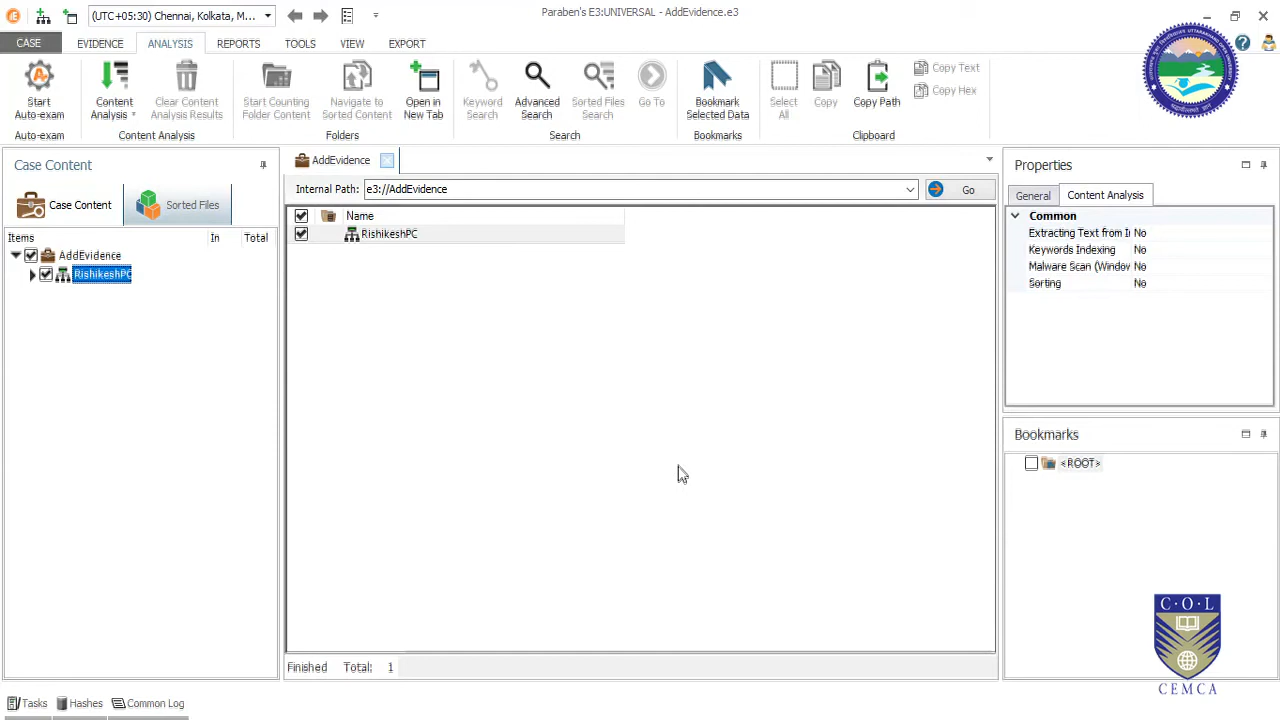 (UTC+05:30) Chennai, Kolkata, M...
Paraben's E3:UNIVERSAL - AddEvidence.e3
CASE
EVIDENCE
ANALYSIS
REPORTS
TOOLS
VIEW
EXPORT
Start
Auto-exam
Content
Analysis
Clear Content
Analysis Results
Start Counting
Folder Content
Navigate to
Sorted Content
Open in
New Tab
Keyword
Search
Advanced
Search
Sorted Files
Search
Go To
Bookmark
Selected Data
Select
All
Copy
Copy Path
Copy Text
Copy Hex
Auto-exam
Content Analysis
Folders
Search
Bookmarks
Clipboard
Case Content
Case Content
Sorted Files
Items In Total
AddEvidence
RishikeshPC
AddEvidence
Internal Path: e3://AddEvidence Go
Name
RishikeshPC
Finished Total: 1
Properties
General
Content Analysis
Common
Extracting Text from I No
Keywords Indexing No
Malware Scan (Window No
Sorting No
Bookmarks
<ROOT>
C·O·L
CEMCA
Tasks
Hashes
Common Log